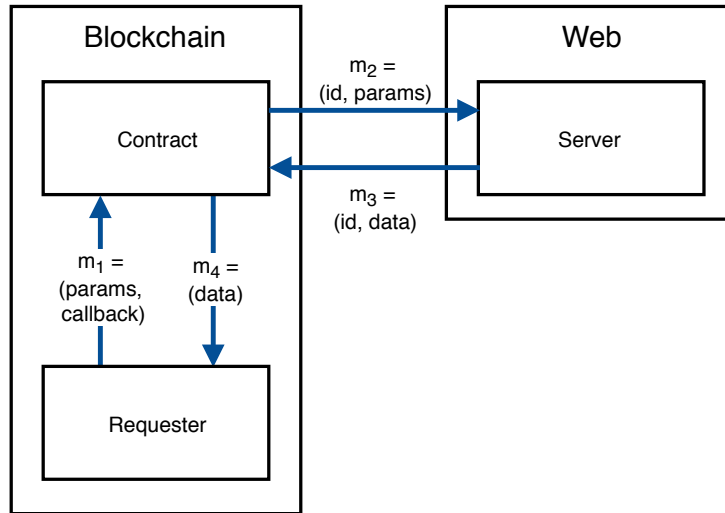 Blockchain
Web
Contract
m2 =
(id, params)
Server
m3 =
(id, data)
m1 =
(params,
callback)
m4 =
(data)
Requester